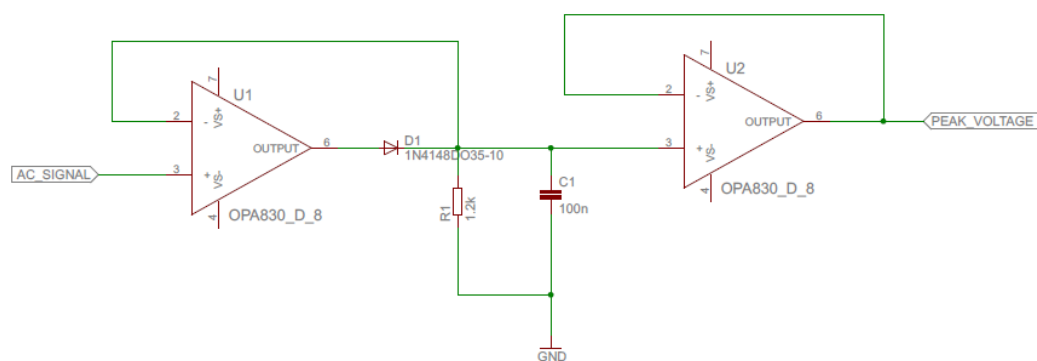 U1
7
VS+
2
-
OUTPUT
6
AC_SIGNAL
3
+
VS-
4
OPA830_D_8
D1
1N4148DO35-10
R1
1.2k
C1
100n
GND
U2
7
VS+
2
-
OUTPUT
6
PEAK_VOLTAGE
3
+
VS-
4
OPA830_D_8